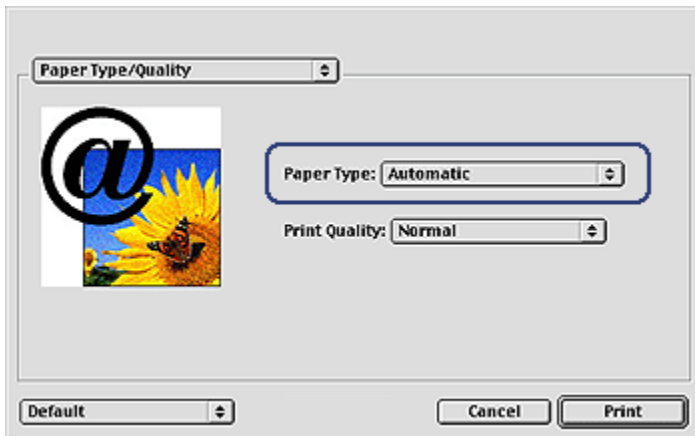 Paper Type/Quality
@
Paper Type: Automatic
Print Quality: Normal
Default
Cancel
Print